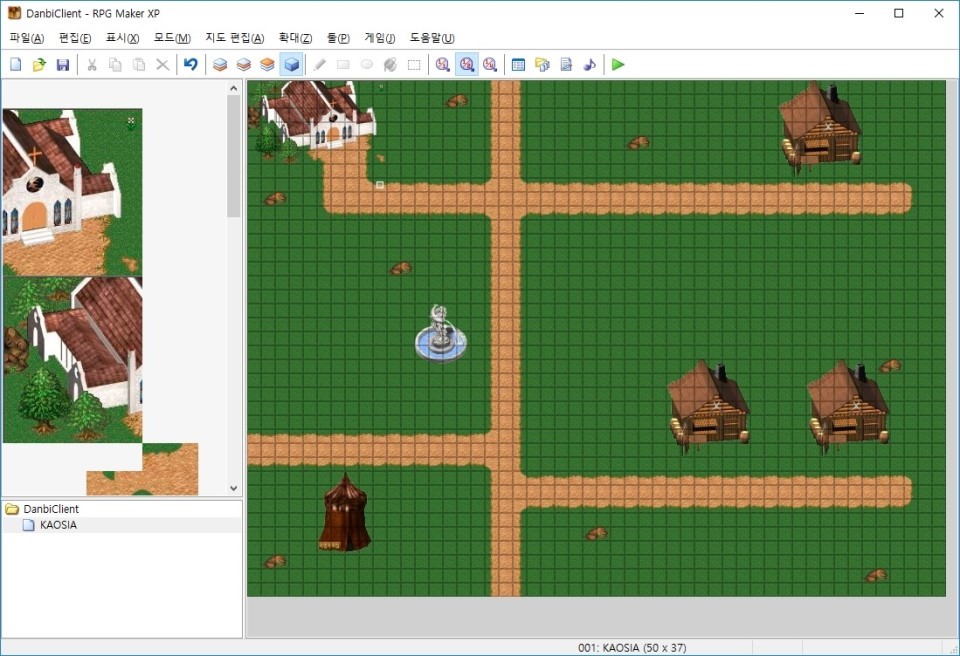 DanbiClient - RPG Maker XP
파일(A) 편집(E) 표시(X) 모드(M) 지도 편집(A) 확대(Z) 툴(P) 게임(J) 도움말(U)
DanbiClient
KAOSIA
001: KAOSIA (50 x 37)